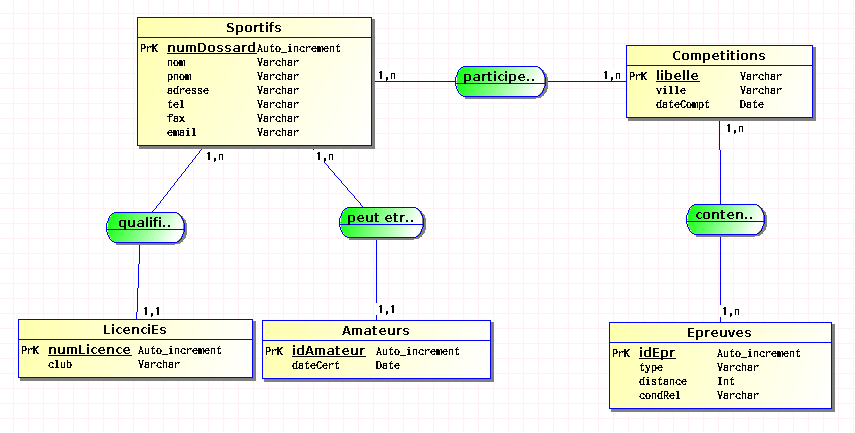 Sportifs
PrK numDossard Auto_increment
nom Varchar
pnom Varchar
adresse Varchar
tel Varchar
fax Varchar
email Varchar
1,n
participe..
1,n
Competitions
PrK libelle Varchar
ville Varchar
dateCompt Date
1,n
1,n
1,n
qualifi..
peut etr..
conten..
1,1
1,1
1,n
LicenciEs
PrK numLicence Auto_increment
club Varchar
Amateurs
PrK idAmateur Auto_increment
dateCert Date
Epreuves
PrK idEpr Auto_increment
type Varchar
distance Int
condRel Varchar